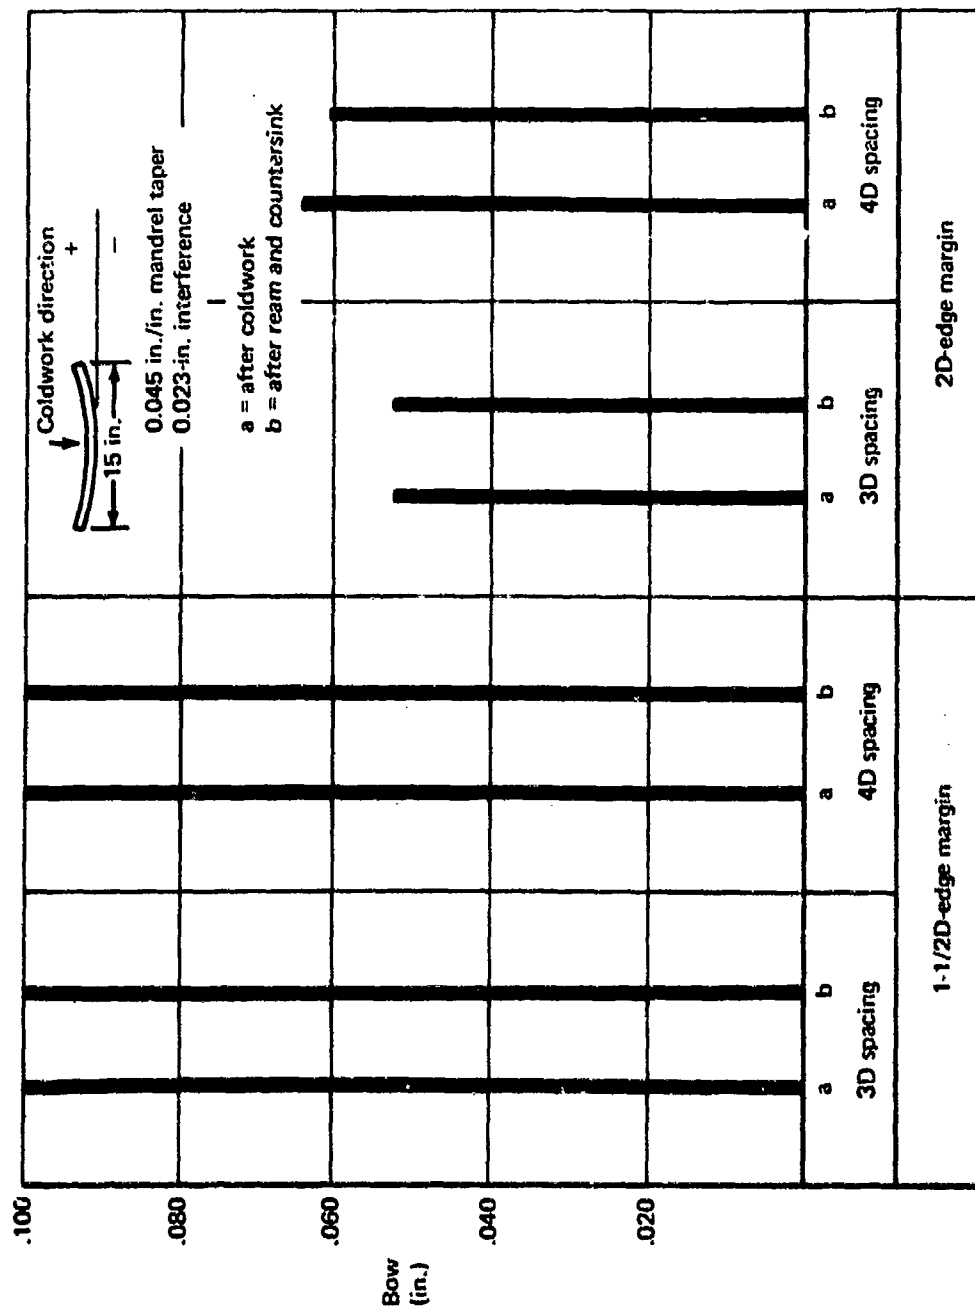 Coldwork direction
+
−
15 in.
0.045 in./in. mandrel taper
0.023-in. interference
a = after coldwork
b = after ream and countersink
Bow
(in.)
.100
.080
.060
.040
.020
a
b
a
b
a
b
a
b
3D spacing
4D spacing
3D spacing
4D spacing
1-1/2D-edge margin
2D-edge margin